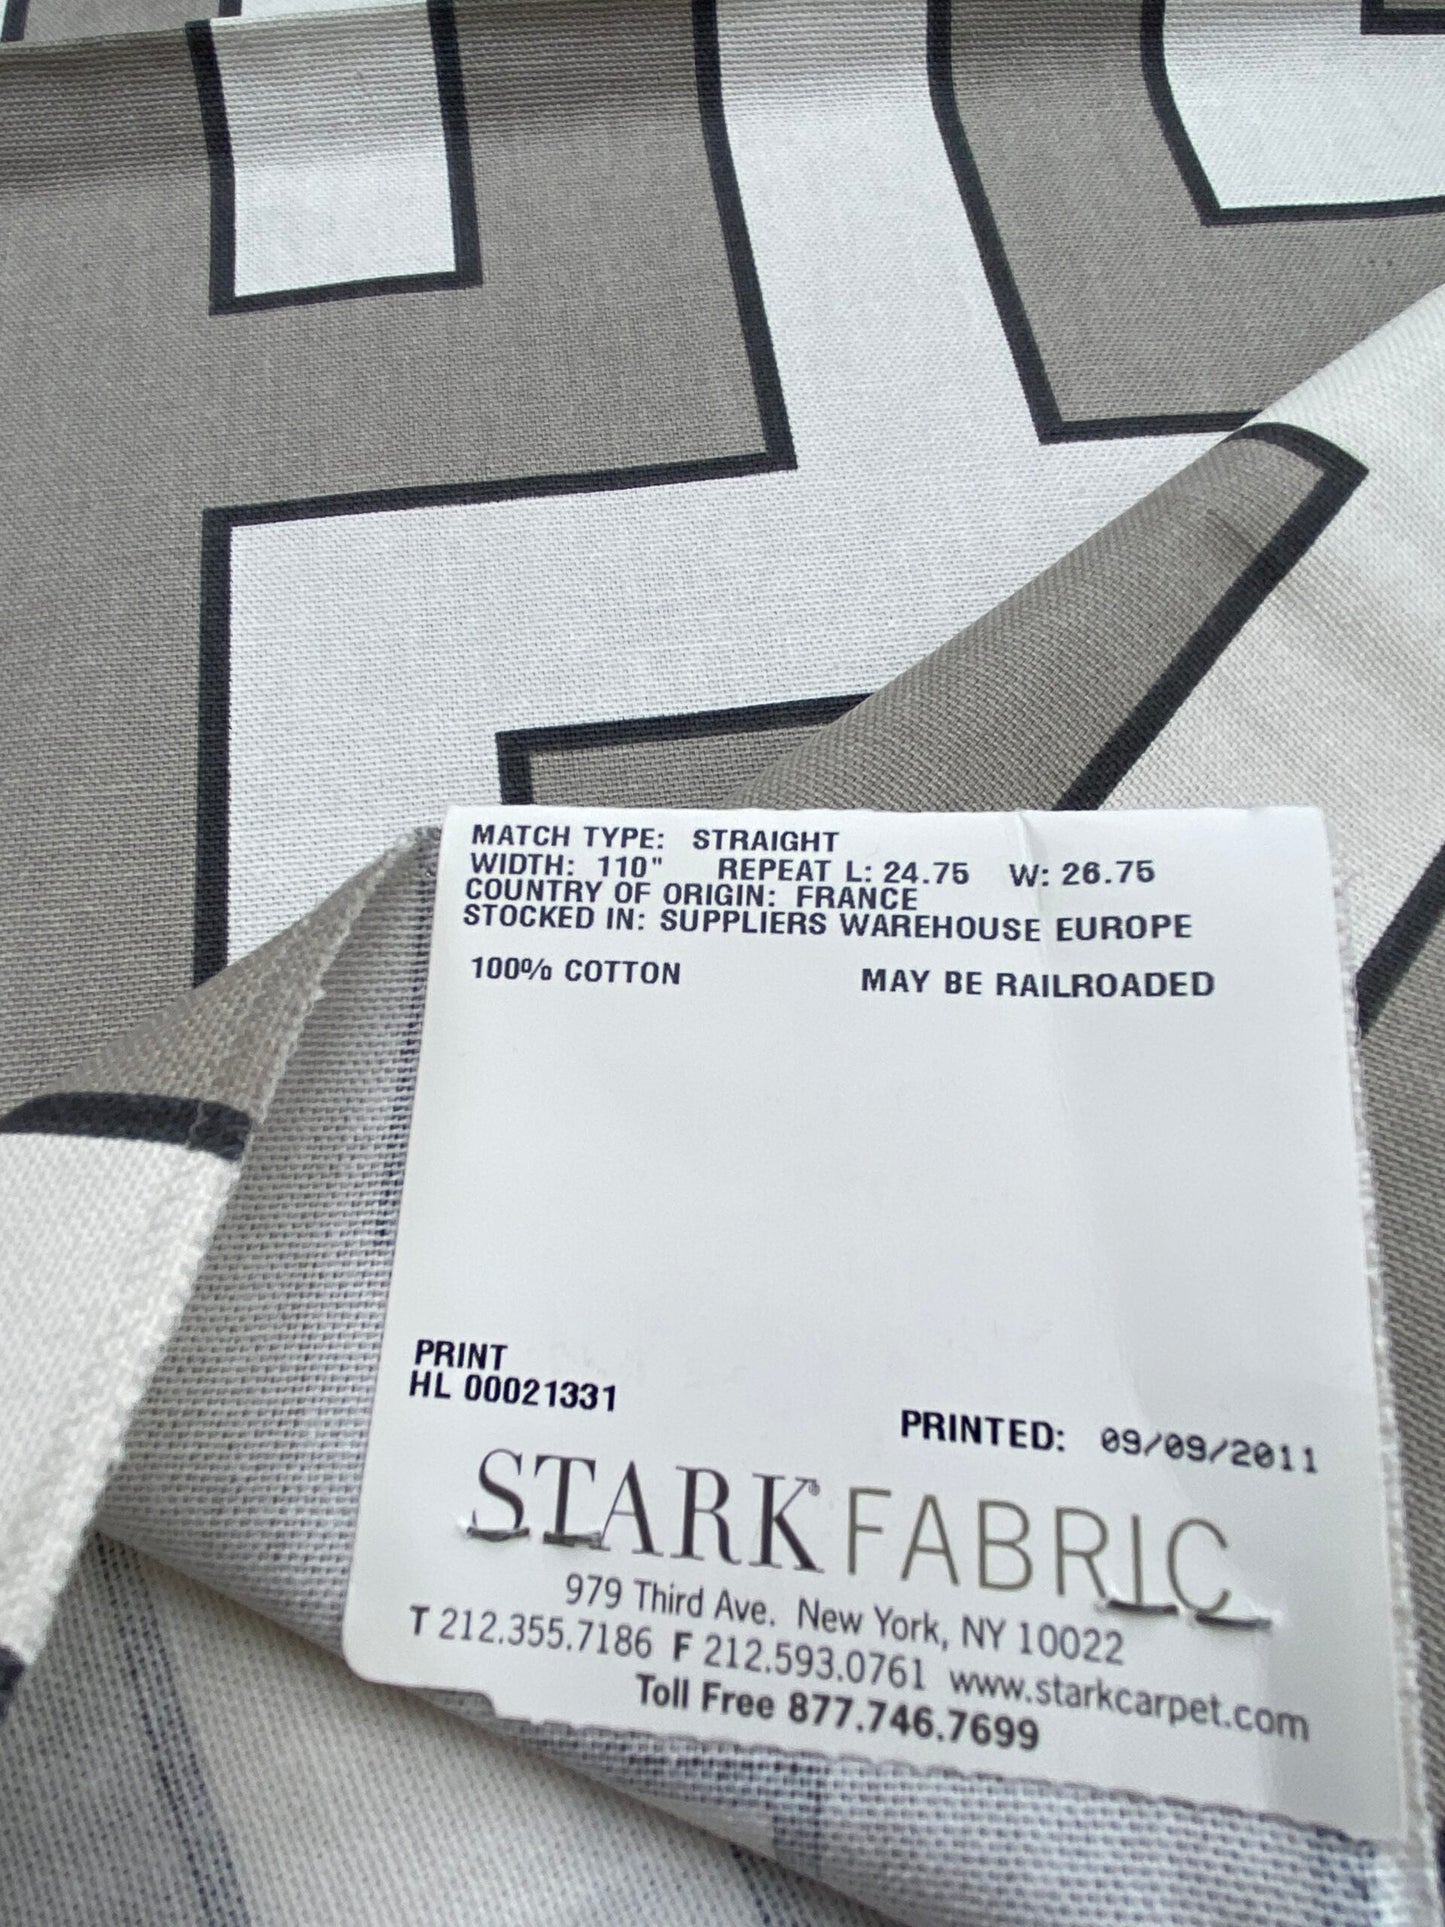 MATCH TYPE: STRAIGHT
WIDTH: 110" REPEAT L: 24.75 W: 26.75
COUNTRY OF ORIGIN: FRANCE
STOCKED IN: SUPPLIERS WAREHOUSE EUROPE
100% COTTON MAY BE RAILROADED
PRINT
HL 00021331
PRINTED: 09/09/2011
STARK® FABRIC
979 Third Ave. New York, NY 10022
T 212.355.7186 F 212.593.0761 www.starkcarpet.com
Toll Free 877.746.7699